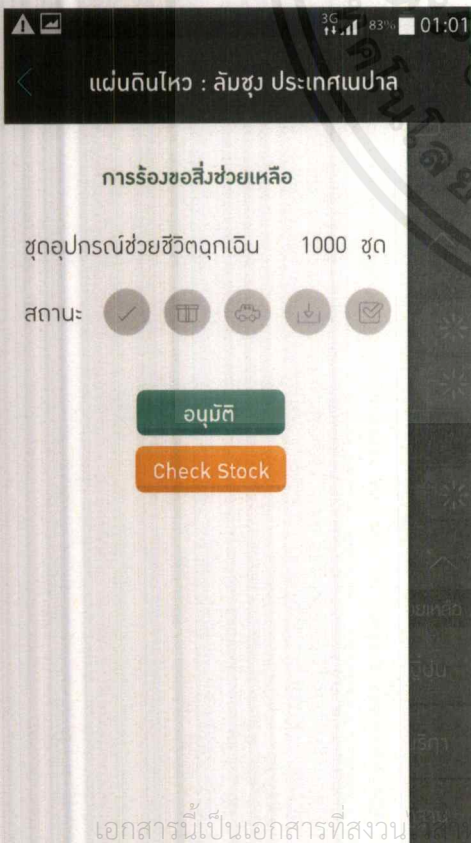 3G 83% 01:01
แผ่นดินไหว : ลัมชุง ประเทศเนปาล
การร้องขอสิ่งช่วยเหลือ
ชุดอุปกรณ์ช่วยชีวิตฉุกเฉิน 1000 ชุด
สถานะ
อนุมัติ
Check Stock
เอกสารนี้เป็นเอกสารที่สงวน